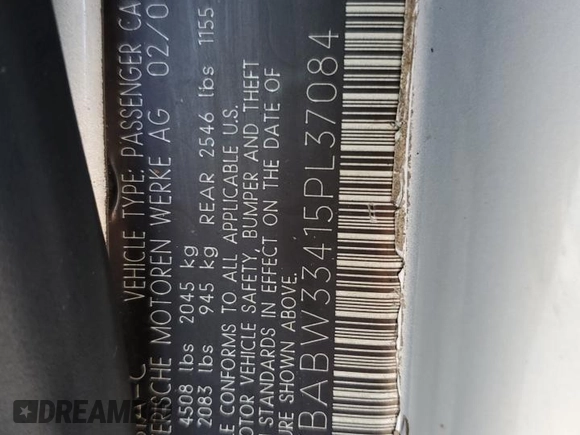 VEHICLE TYPE: PASSENGER CA
MOTOREN WERKE AG 02/0
4508 lbs 2045 kg
2083 lbs 945 kg REAR 2546 lbs 1155
E CONFORMS TO ALL APPLICABLE U.S.
OTOR VEHICLE SAFETY, BUMPER AND THEFT
STANDARDS IN EFFECT ON THE DATE OF
URE SHOWN ABOVE.
BABW33415PL37084
DREAM